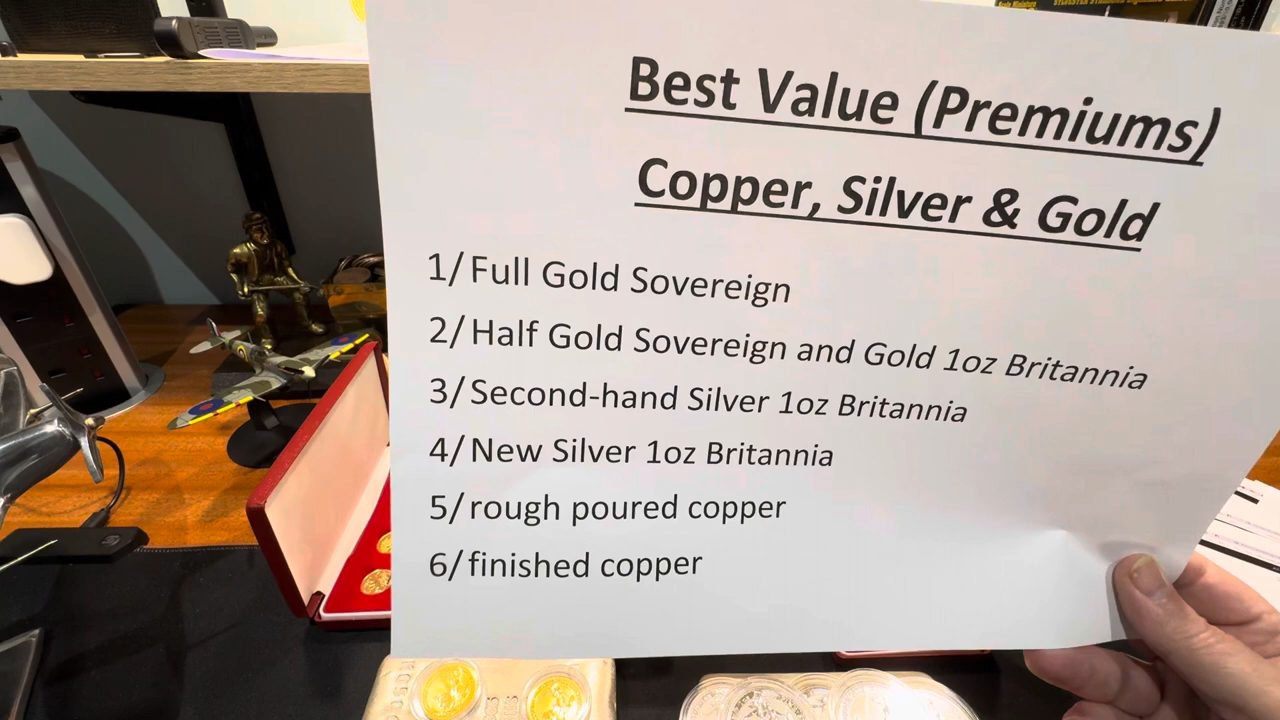 Best Value (Premiums)
Copper, Silver & Gold
1/ Full Gold Sovereign
2/ Half Gold Sovereign and Gold 1oz Britannia
3/ Second-hand Silver 1oz Britannia
4/ New Silver 1oz Britannia
5/ rough poured copper
6/ finished copper